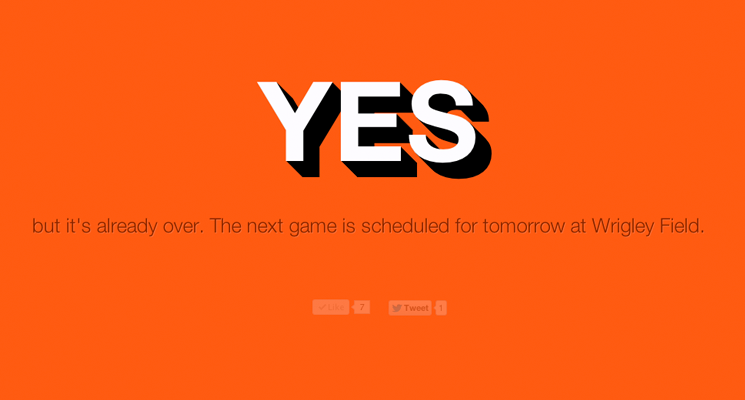 YES
but it's already over. The next game is scheduled for tomorrow at Wrigley Field.
Like 7 Tweet 1